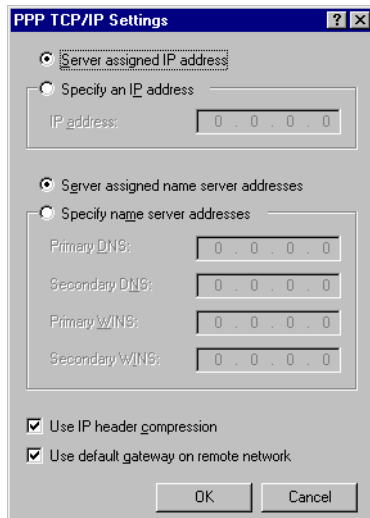 PPP TCP/IP Settings
Server assigned IP address
Specify an IP address
IP address: 0 . 0 . 0 . 0
Server assigned name server addresses
Specify name server addresses
Primary DNS: 0 . 0 . 0 . 0
Secondary DNS: 0 . 0 . 0 . 0
Primary WINS: 0 . 0 . 0 . 0
Secondary WINS: 0 . 0 . 0 . 0
Use IP header compression
Use default gateway on remote network
OK Cancel